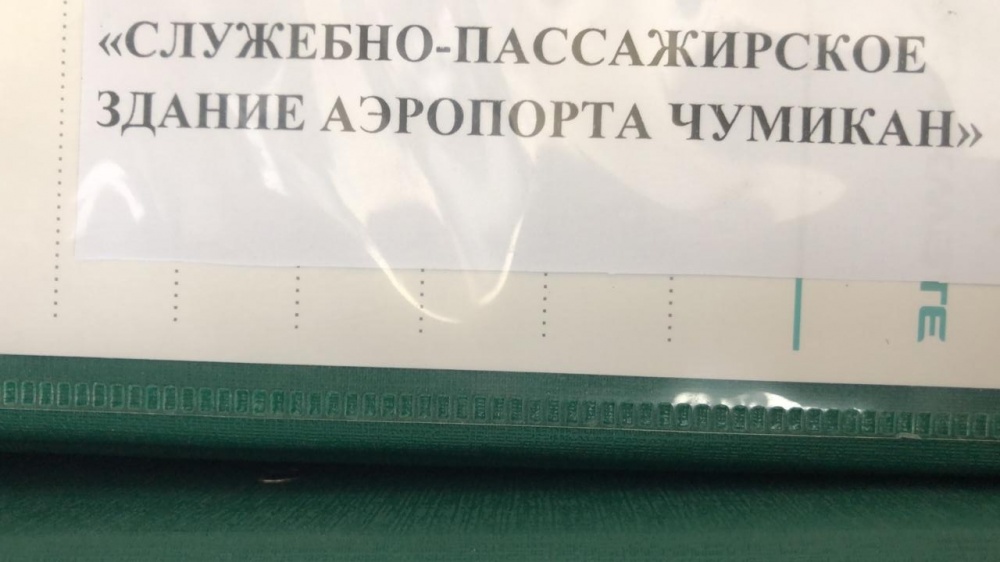 «СЛУЖЕБНО-ПАССАЖИРСКОЕ
ЗДАНИЕ АЭРОПОРТА ЧУМИКАН»